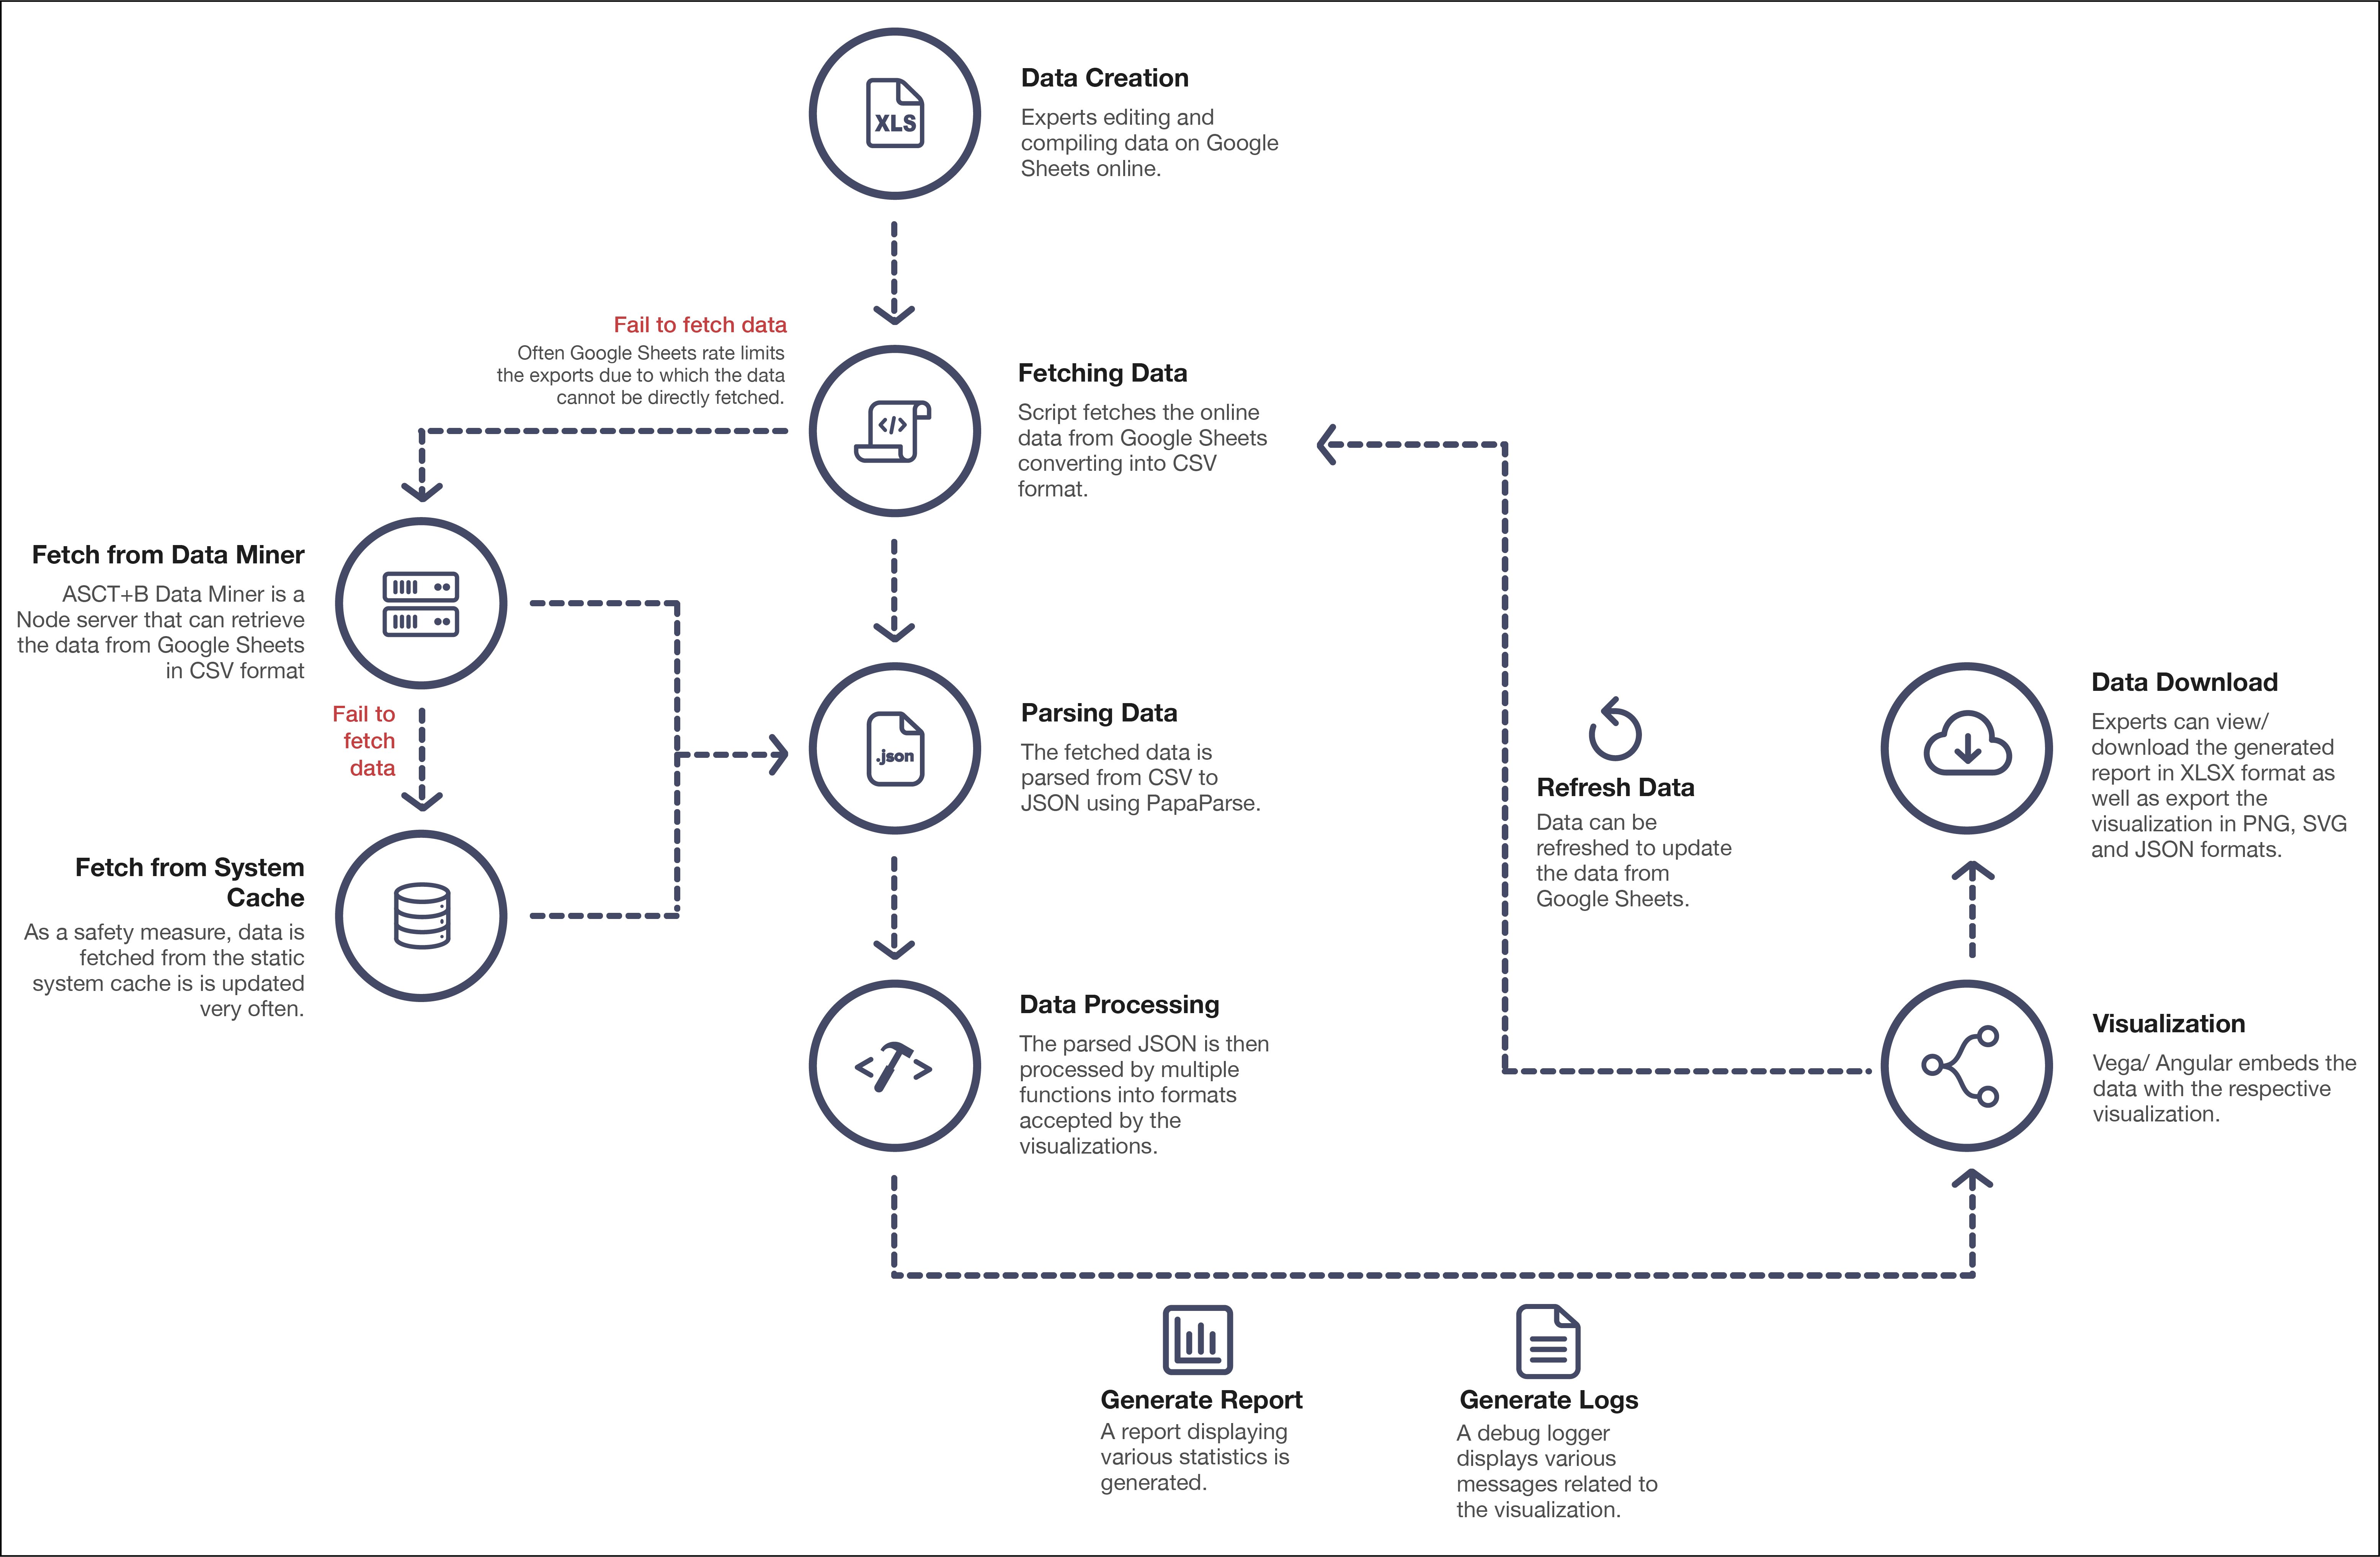 XLS
Data Creation
Experts editing and
compiling data on Google
Sheets online.
Fail to fetch data
Often Google Sheets rate limits
the exports due to which the data
cannot be directly fetched.
</>
Fetching Data
Script fetches the online
data from Google Sheets
converting into CSV
format.
Fetch from Data Miner
ASCT+B Data Miner is a
Node server that can retrieve
the data from Google Sheets
in CSV format
Fail to
fetch
data
Fetch from System
Cache
As a safety measure, data is
fetched from the static
system cache is is updated
very often.
.json
Parsing Data
The fetched data is
parsed from CSV to
JSON using PapaParse.
Data Processing
The parsed JSON is then
processed by multiple
functions into formats
accepted by the
visualizations.
Refresh Data
Data can be
refreshed to update
the data from
Google Sheets.
Data Download
Experts can view/
download the generated
report in XLSX format as
well as export the
visualization in PNG, SVG
and JSON formats.
Visualization
Vega/ Angular embeds the
data with the respective
visualization.
Generate Report
A report displaying
various statistics is
generated.
Generate Logs
A debug logger
displays various
messages related to
the visualization.